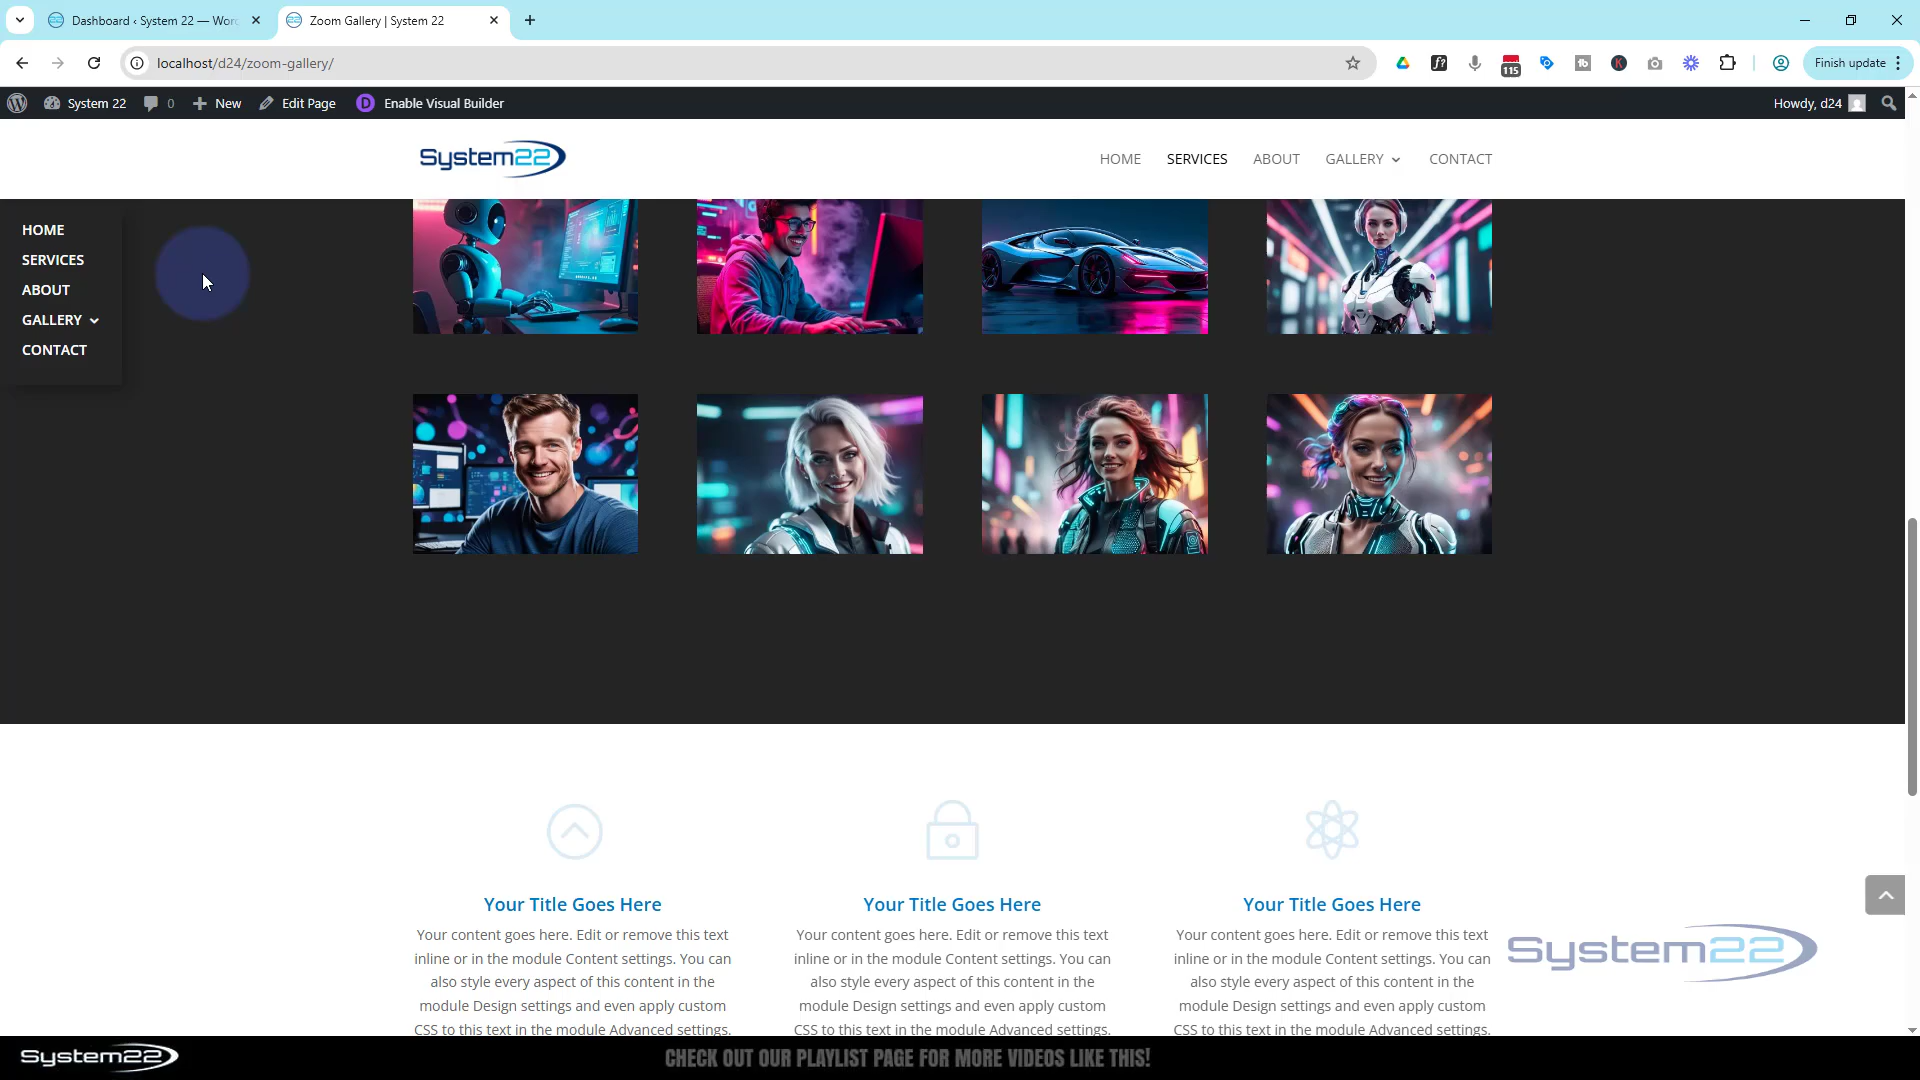 Dashboard ‹ System 22 — Wor
Zoom Gallery | System 22
localhost/d24/zoom-gallery/
115
Finish update
System 22
0
New
Edit Page
Enable Visual Builder
Howdy, d24
System22
HOME
SERVICES
ABOUT
GALLERY
CONTACT
HOME
SERVICES
ABOUT
GALLERY
CONTACT
Your Title Goes Here
Your content goes here. Edit or remove this text
inline or in the module Content settings. You can
also style every aspect of this content in the
module Design settings and even apply custom
CSS to this text in the module Advanced settings.
Your Title Goes Here
Your content goes here. Edit or remove this text
inline or in the module Content settings. You can
also style every aspect of this content in the
module Design settings and even apply custom
CSS to this text in the module Advanced settings.
Your Title Goes Here
Your content goes here. Edit or remove this text
inline or in the module Content settings. You can
also style every aspect of this content in the
module Design settings and even apply custom
CSS to this text in the module Advanced settings.
System22
System22
CHECK OUT OUR PLAYLIST PAGE FOR MORE VIDEOS LIKE THIS!